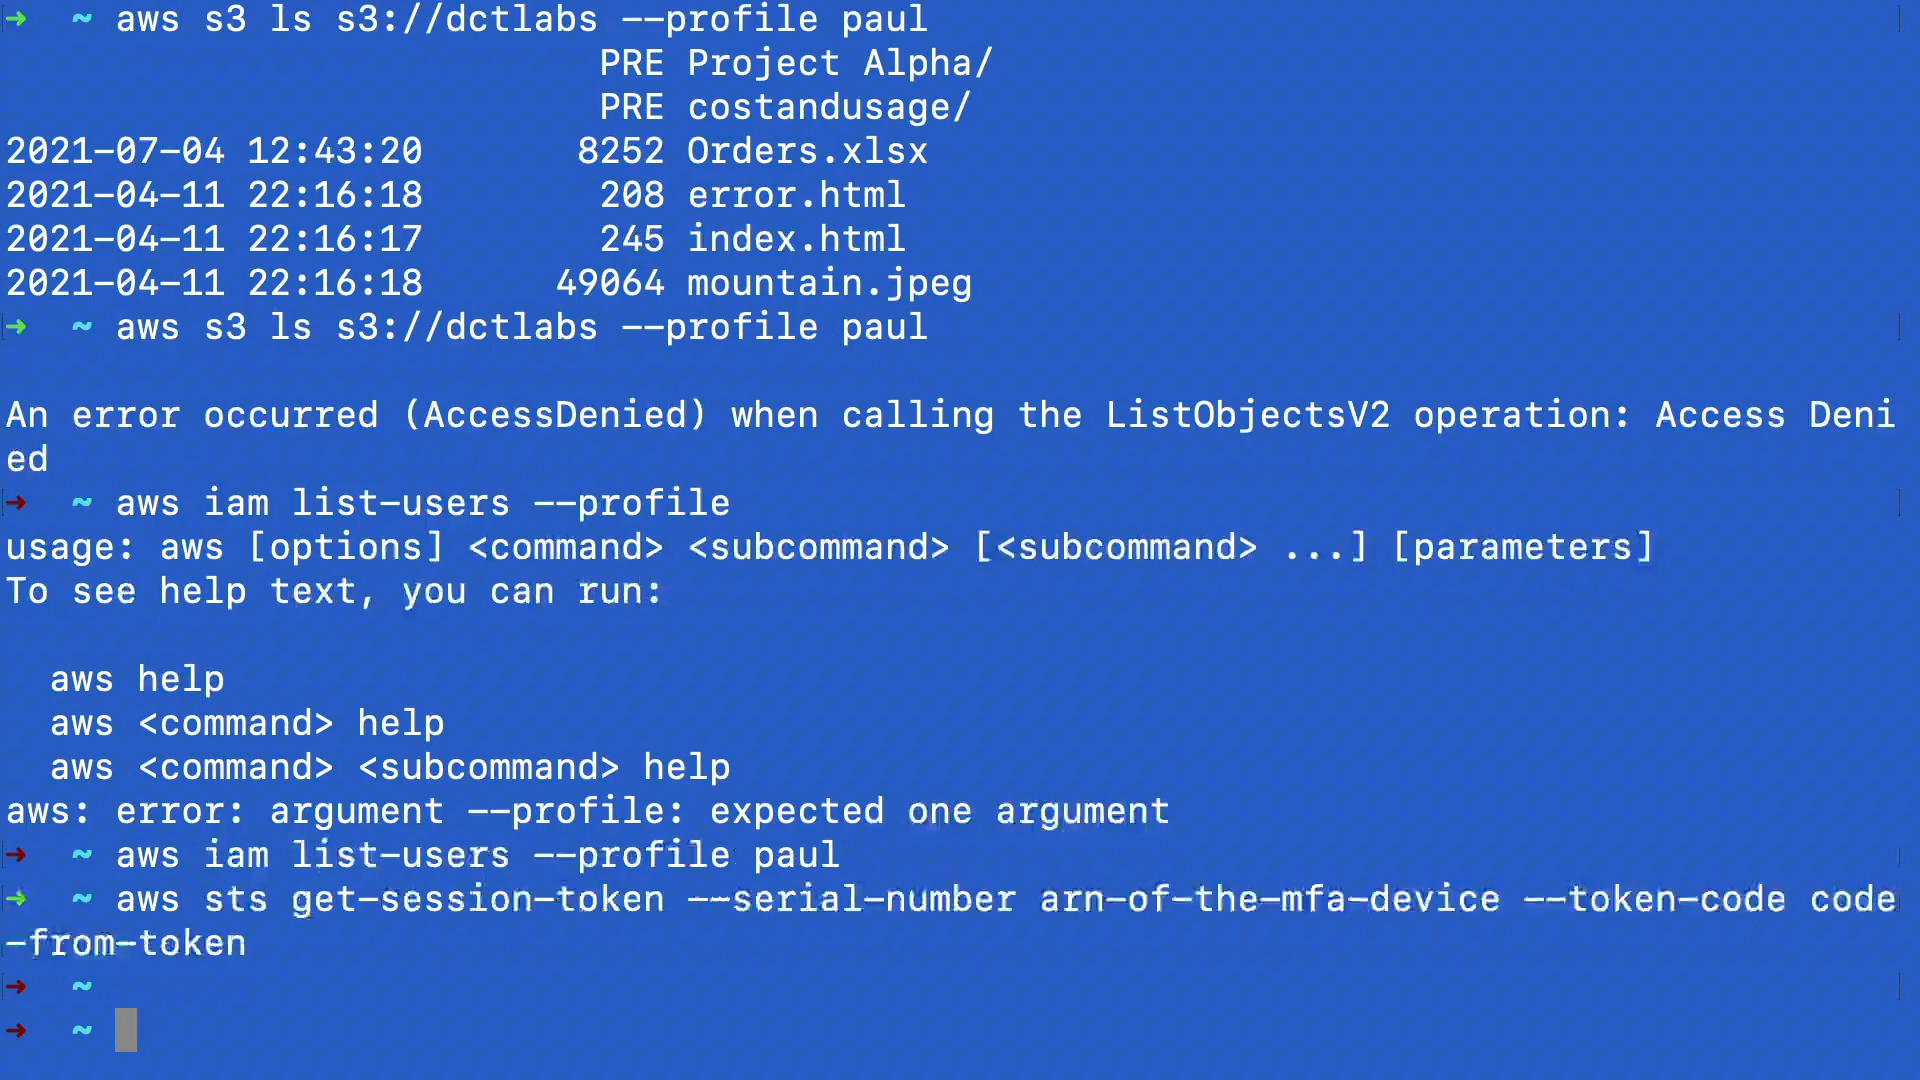 ➜ ~ aws s3 ls s3://dctlabs --profile paul
PRE Project Alpha/
PRE costandusage/
2021-07-04 12:43:20 8252 Orders.xlsx
2021-04-11 22:16:18 208 error.html
2021-04-11 22:16:17 245 index.html
2021-04-11 22:16:18 49064 mountain.jpeg
➜ ~ aws s3 ls s3://dctlabs --profile paul
An error occurred (AccessDenied) when calling the ListObjectsV2 operation: Access Deni
ed
➜ ~ aws iam list-users --profile
usage: aws [options] <command> <subcommand> [<subcommand> ...] [parameters]
To see help text, you can run:
aws help
aws <command> help
aws <command> <subcommand> help
aws: error: argument --profile: expected one argument
➜ ~ aws iam list-users --profile paul
➜ ~ aws sts get-session-token --serial-number arn-of-the-mfa-device --token-code code
-from-token
➜ ~
➜ ~